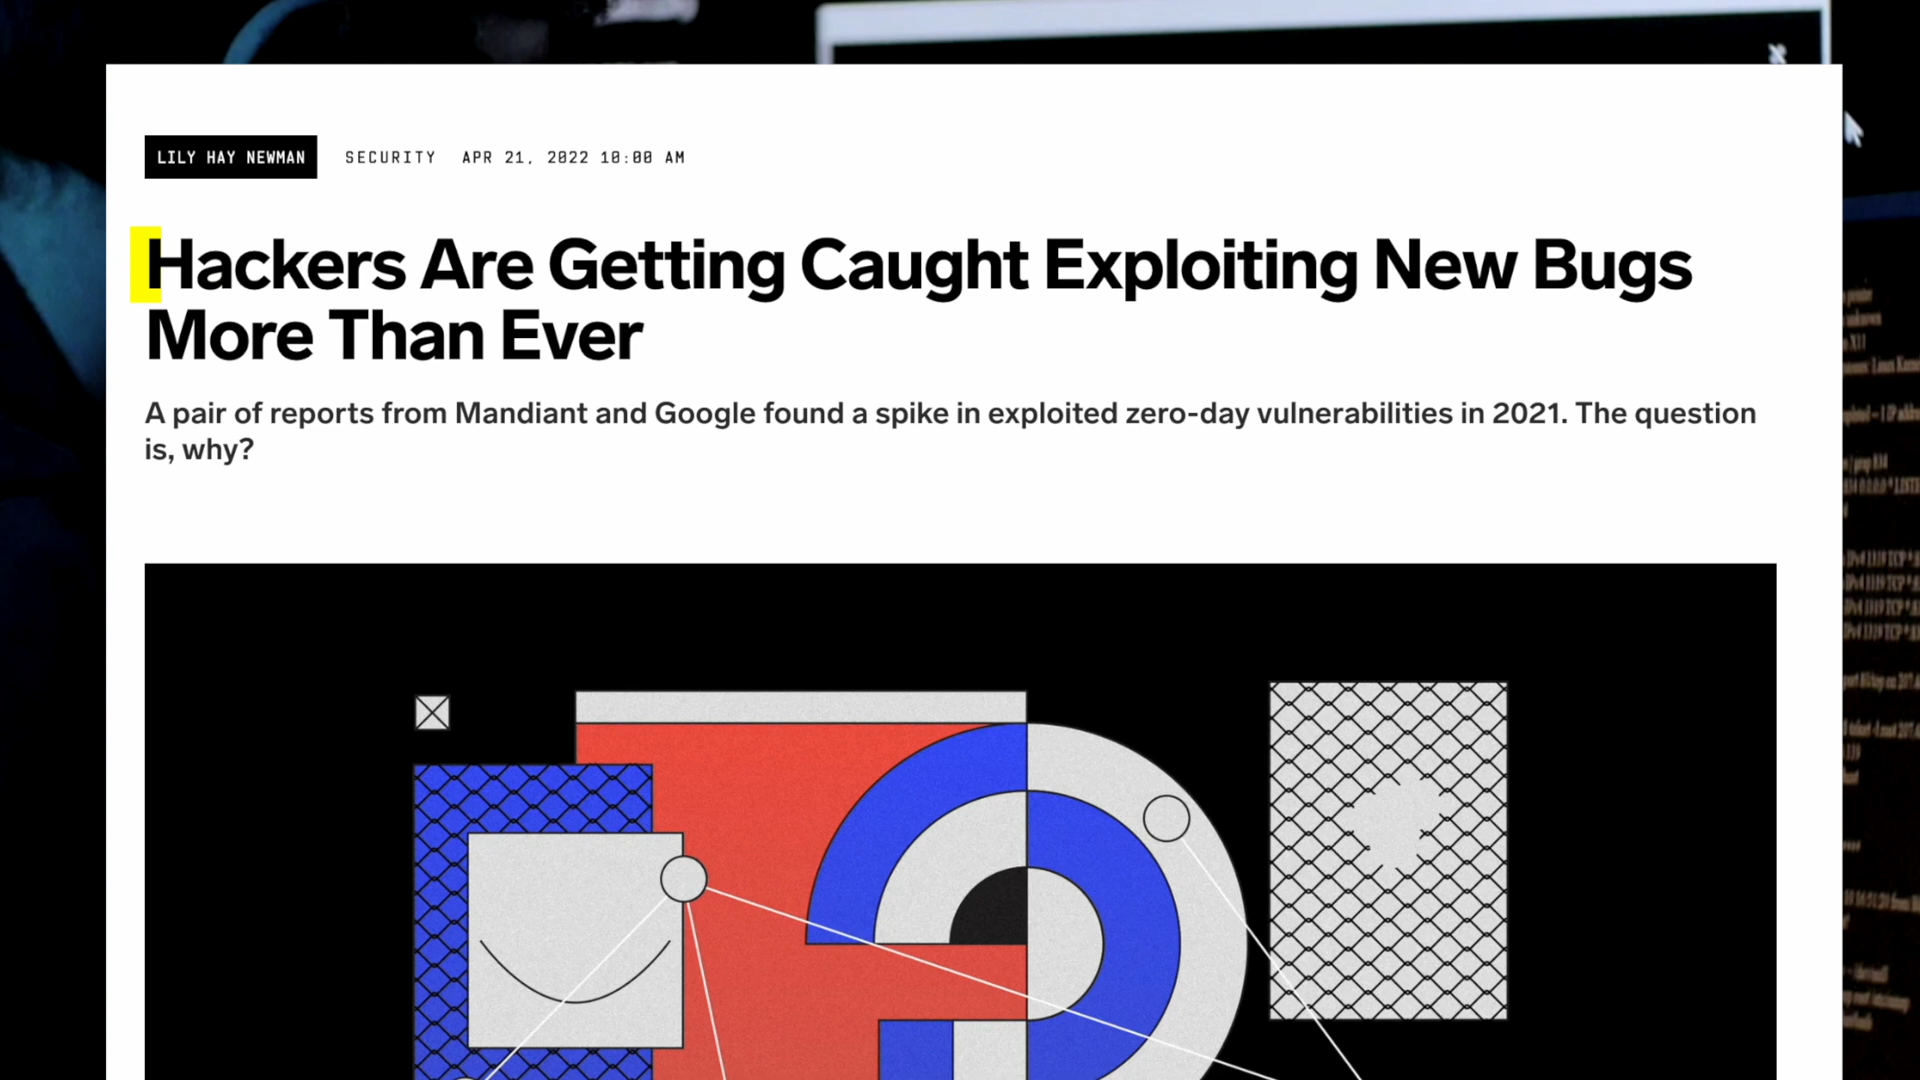 LILY HAY NEWMAN SECURITY APR 21, 2022 10:00 AM
Hackers Are Getting Caught Exploiting New Bugs
More Than Ever
A pair of reports from Mandiant and Google found a spike in exploited zero-day vulnerabilities in 2021. The question
is, why?